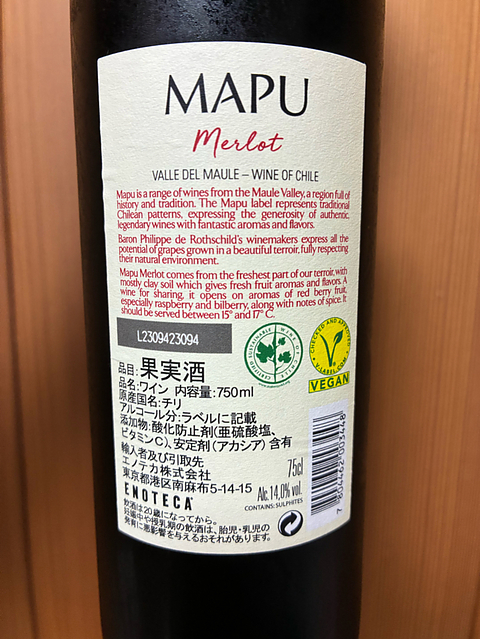 MAPU
Merlot
VALLE DEL MAULE – WINE OF CHILE
Mapu is a range of wines from the Maule Valley, a region full of
history and tradition. The Mapu label represents traditional
Chilean patterns, expressing the generosity of authentic,
legendary wines with fantastic aromas and flavors.
Baron Philippe de Rothschild's winemakers express all the
potential of grapes grown in a beautiful terroir, fully respecting
their natural environment.
Mapu Merlot comes from the freshest part of our terroir, with
mostly clay soil which gives fresh fruit aromas and flavors. A
wine for sharing, it opens on aromas of red berry fruit,
especially raspberry and bilberry, along with notes of spice. It
should be served between 15° and 17° C.
L2309423094
CERTIFIED SUSTAINABLE WINE OF CHILE
CHECKED AND APPROVED
V-LABEL.COM
VEGAN
品目:果実酒
品名:ワイン 内容量:750ml
原産国名:チリ
アルコール分:ラベルに記載
添加物:酸化防止剤(亜硫酸塩、
ビタミンC)、安定剤(アカシア)含有
輸入者及び引取先
エノテカ株式会社
東京都港区南麻布5-14-15
ENOTECA
飲酒は20歳になってから。
妊娠中や授乳期の飲酒は、胎児・乳児の
発育に悪影響を与えるおそれがあります。
75cl
Alc. 14,0% vol.
CONTAINS: SULPHITES
7 804462 003448